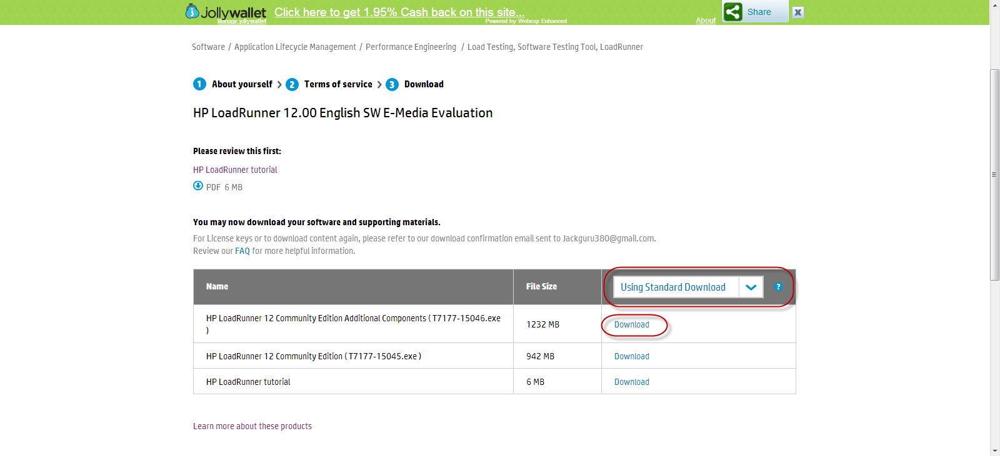 Jollywallet
Click here to get 1.95% Cash back on this site...
Manage jollywallet
Powered by Webexp Enhanced
About
Share
X
Software / Application Lifecycle Management / Performance Engineering / Load Testing, Software Testing Tool, LoadRunner
1 About yourself > 2 Terms of service > 3 Download
HP LoadRunner 12.00 English SW E-Media Evaluation
Please review this first:
HP LoadRunner tutorial
PDF 6 MB
You may now download your software and supporting materials.
For License keys or to download content again, please refer to our download confirmation email sent to Jackguru380@gmail.com.
Review our FAQ for more helpful information.
Name File Size Using Standard Download ?
HP LoadRunner 12 Community Edition Additional Components ( T7177-15046.exe
) 1232 MB Download
HP LoadRunner 12 Community Edition ( T7177-15045.exe ) 942 MB Download
HP LoadRunner tutorial 6 MB Download
Learn more about these products